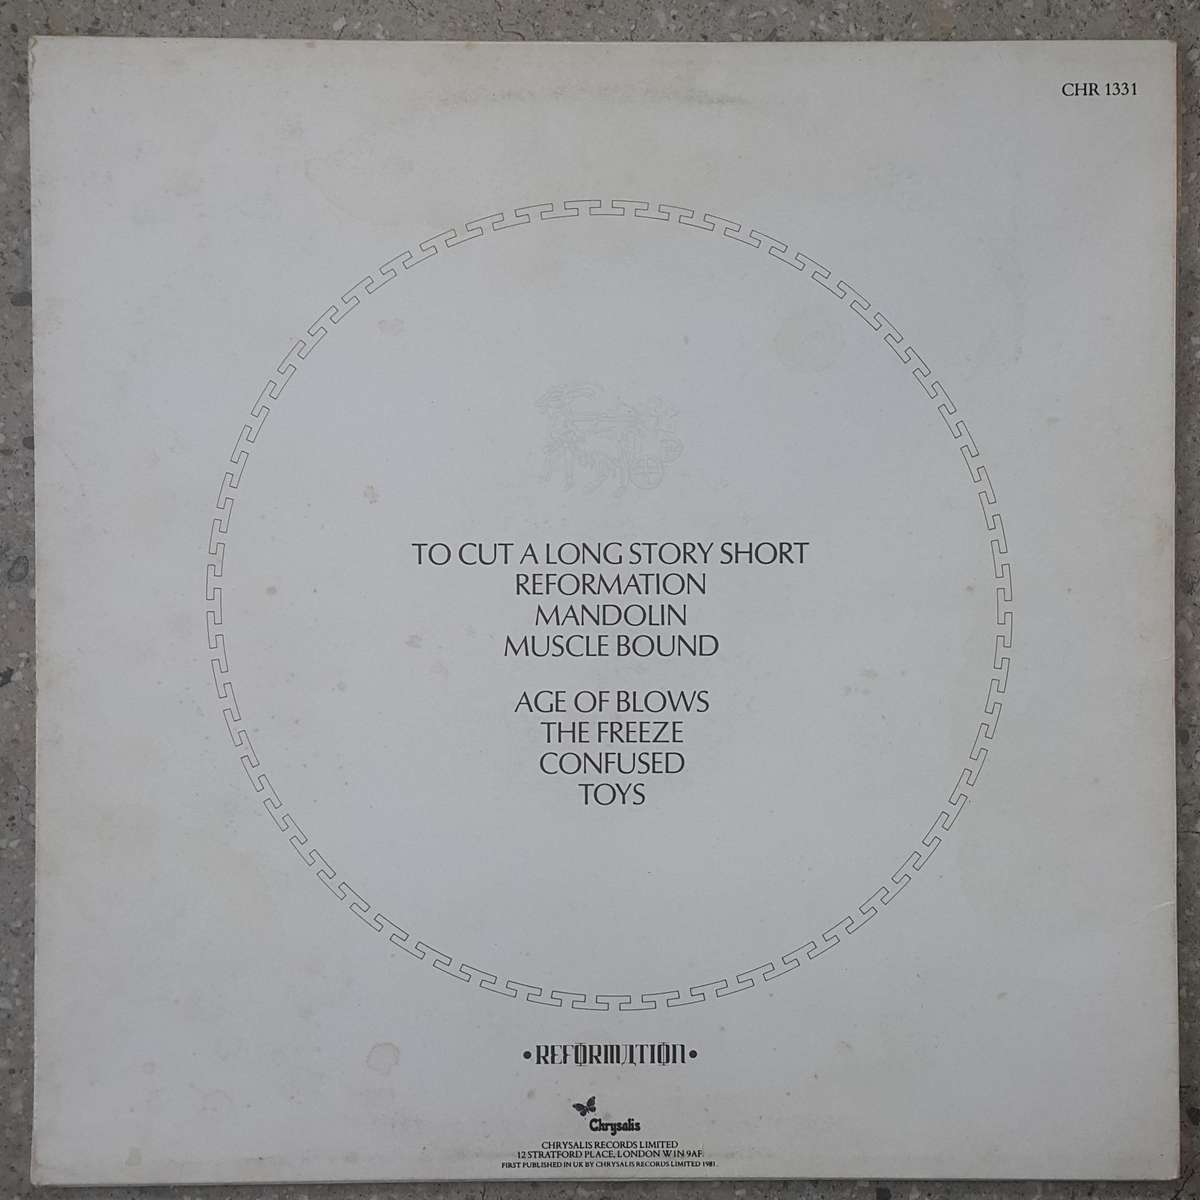 CHR 1331
TO CUT A LONG STORY SHORT
REFORMATION
MANDOLIN
MUSCLE BOUND
AGE OF BLOWS
THE FREEZE
CONFUSED
TOYS
•REFORMATION•
Chrysalis
CHRYSALIS RECORDS LIMITED
12 STRATFORD PLACE, LONDON W1N 9AF.
FIRST PUBLISHED IN UK BY CHRYSALIS RECORDS LIMITED 1981.